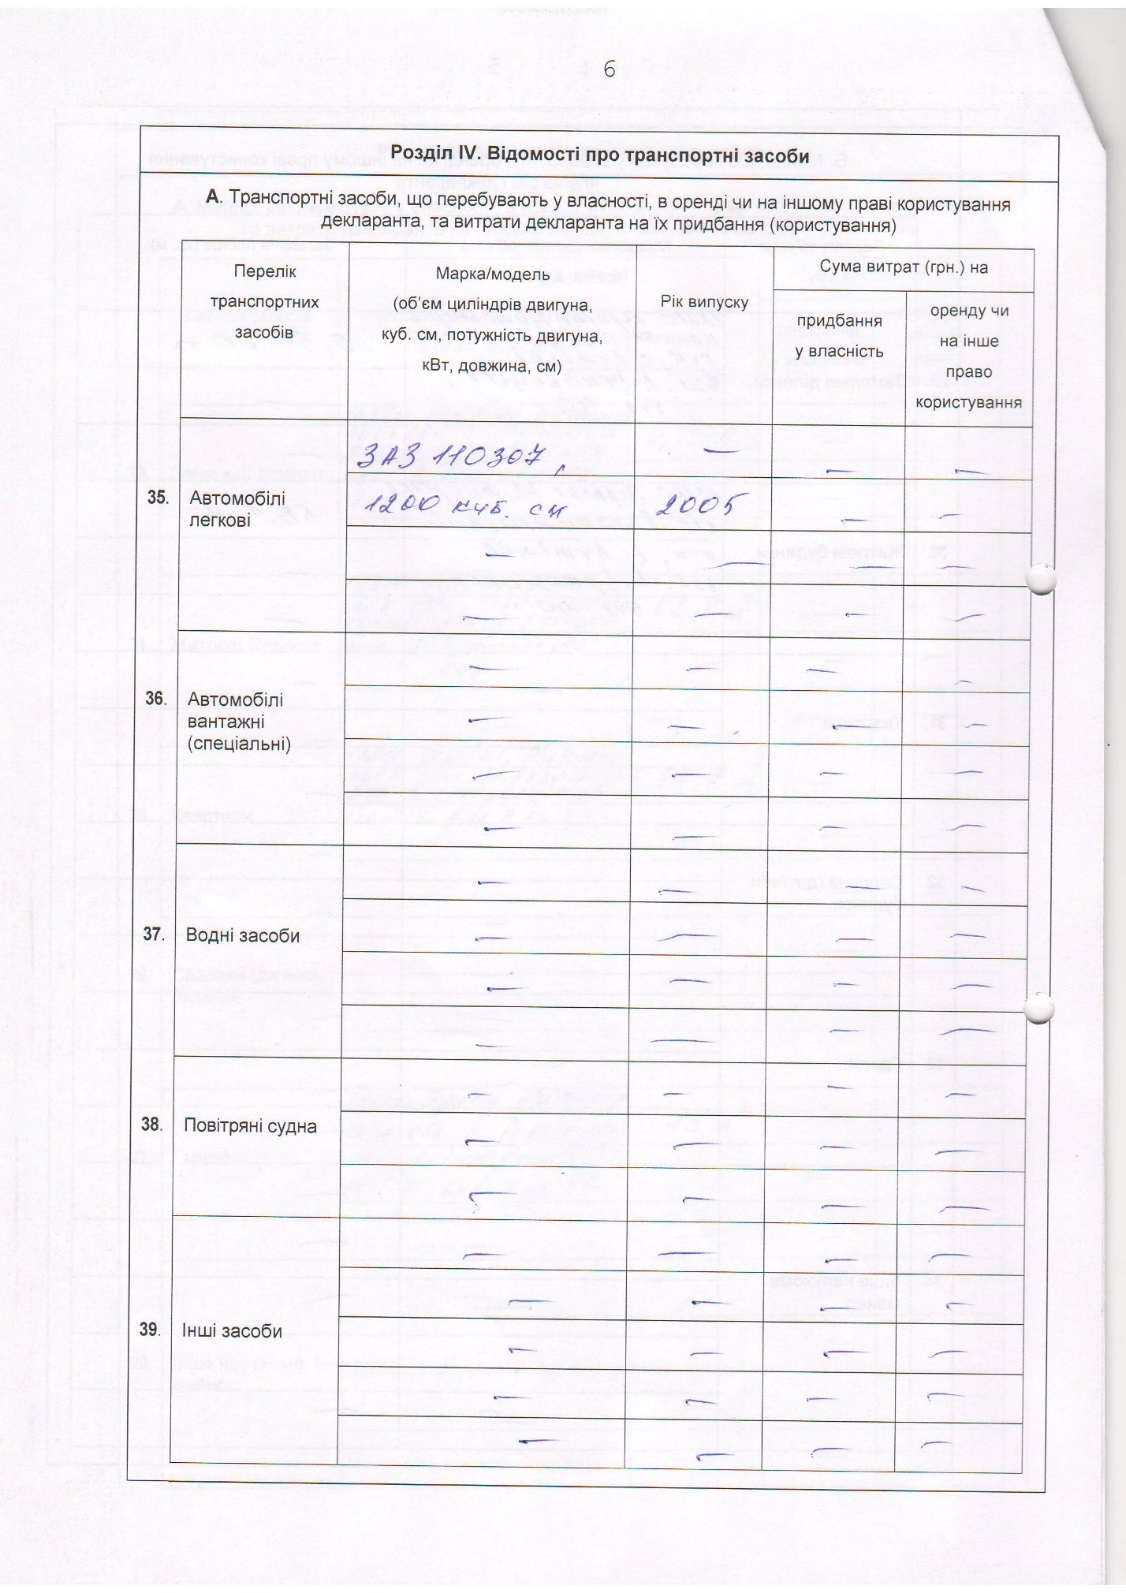 6
Розділ IV. Відомості про транспортні засоби
А. Транспортні засоби, що перебувають у власності, в оренді чи на іншому праві користування
декларанта, та витрати декларанта на їх придбання (користування)
Перелік
транспортних
засобів
Марка/модель
(об'єм циліндрів двигуна,
куб. см, потужність двигуна,
кВт, довжина, см)
Рік випуску
Сума витрат (грн.) на
придбання
у власність
оренду чи
на інше
право
користування
35. Автомобілі
легкові
ЗАЗ 110307, — — —
1200 куб. см 2005 — —
— — — —
— — — —
36. Автомобілі
вантажні
(спеціальні)
— — — —
— — — —
— — — —
— — — —
37. Водні засоби
— — — —
— — — —
— — — —
— — — —
38. Повітряні судна
— — — —
— — — —
— — — —
39. Інші засоби
— — — —
— — — —
— — — —
— — — —
— — — —